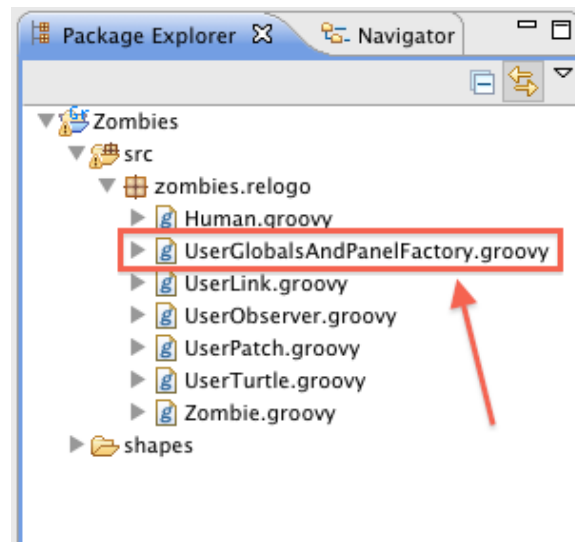 Package Explorer Navigator
Zombies
src
zombies.relogo
Human.groovy
UserGlobalsAndPanelFactory.groovy
UserLink.groovy
UserObserver.groovy
UserPatch.groovy
UserTurtle.groovy
Zombie.groovy
shapes